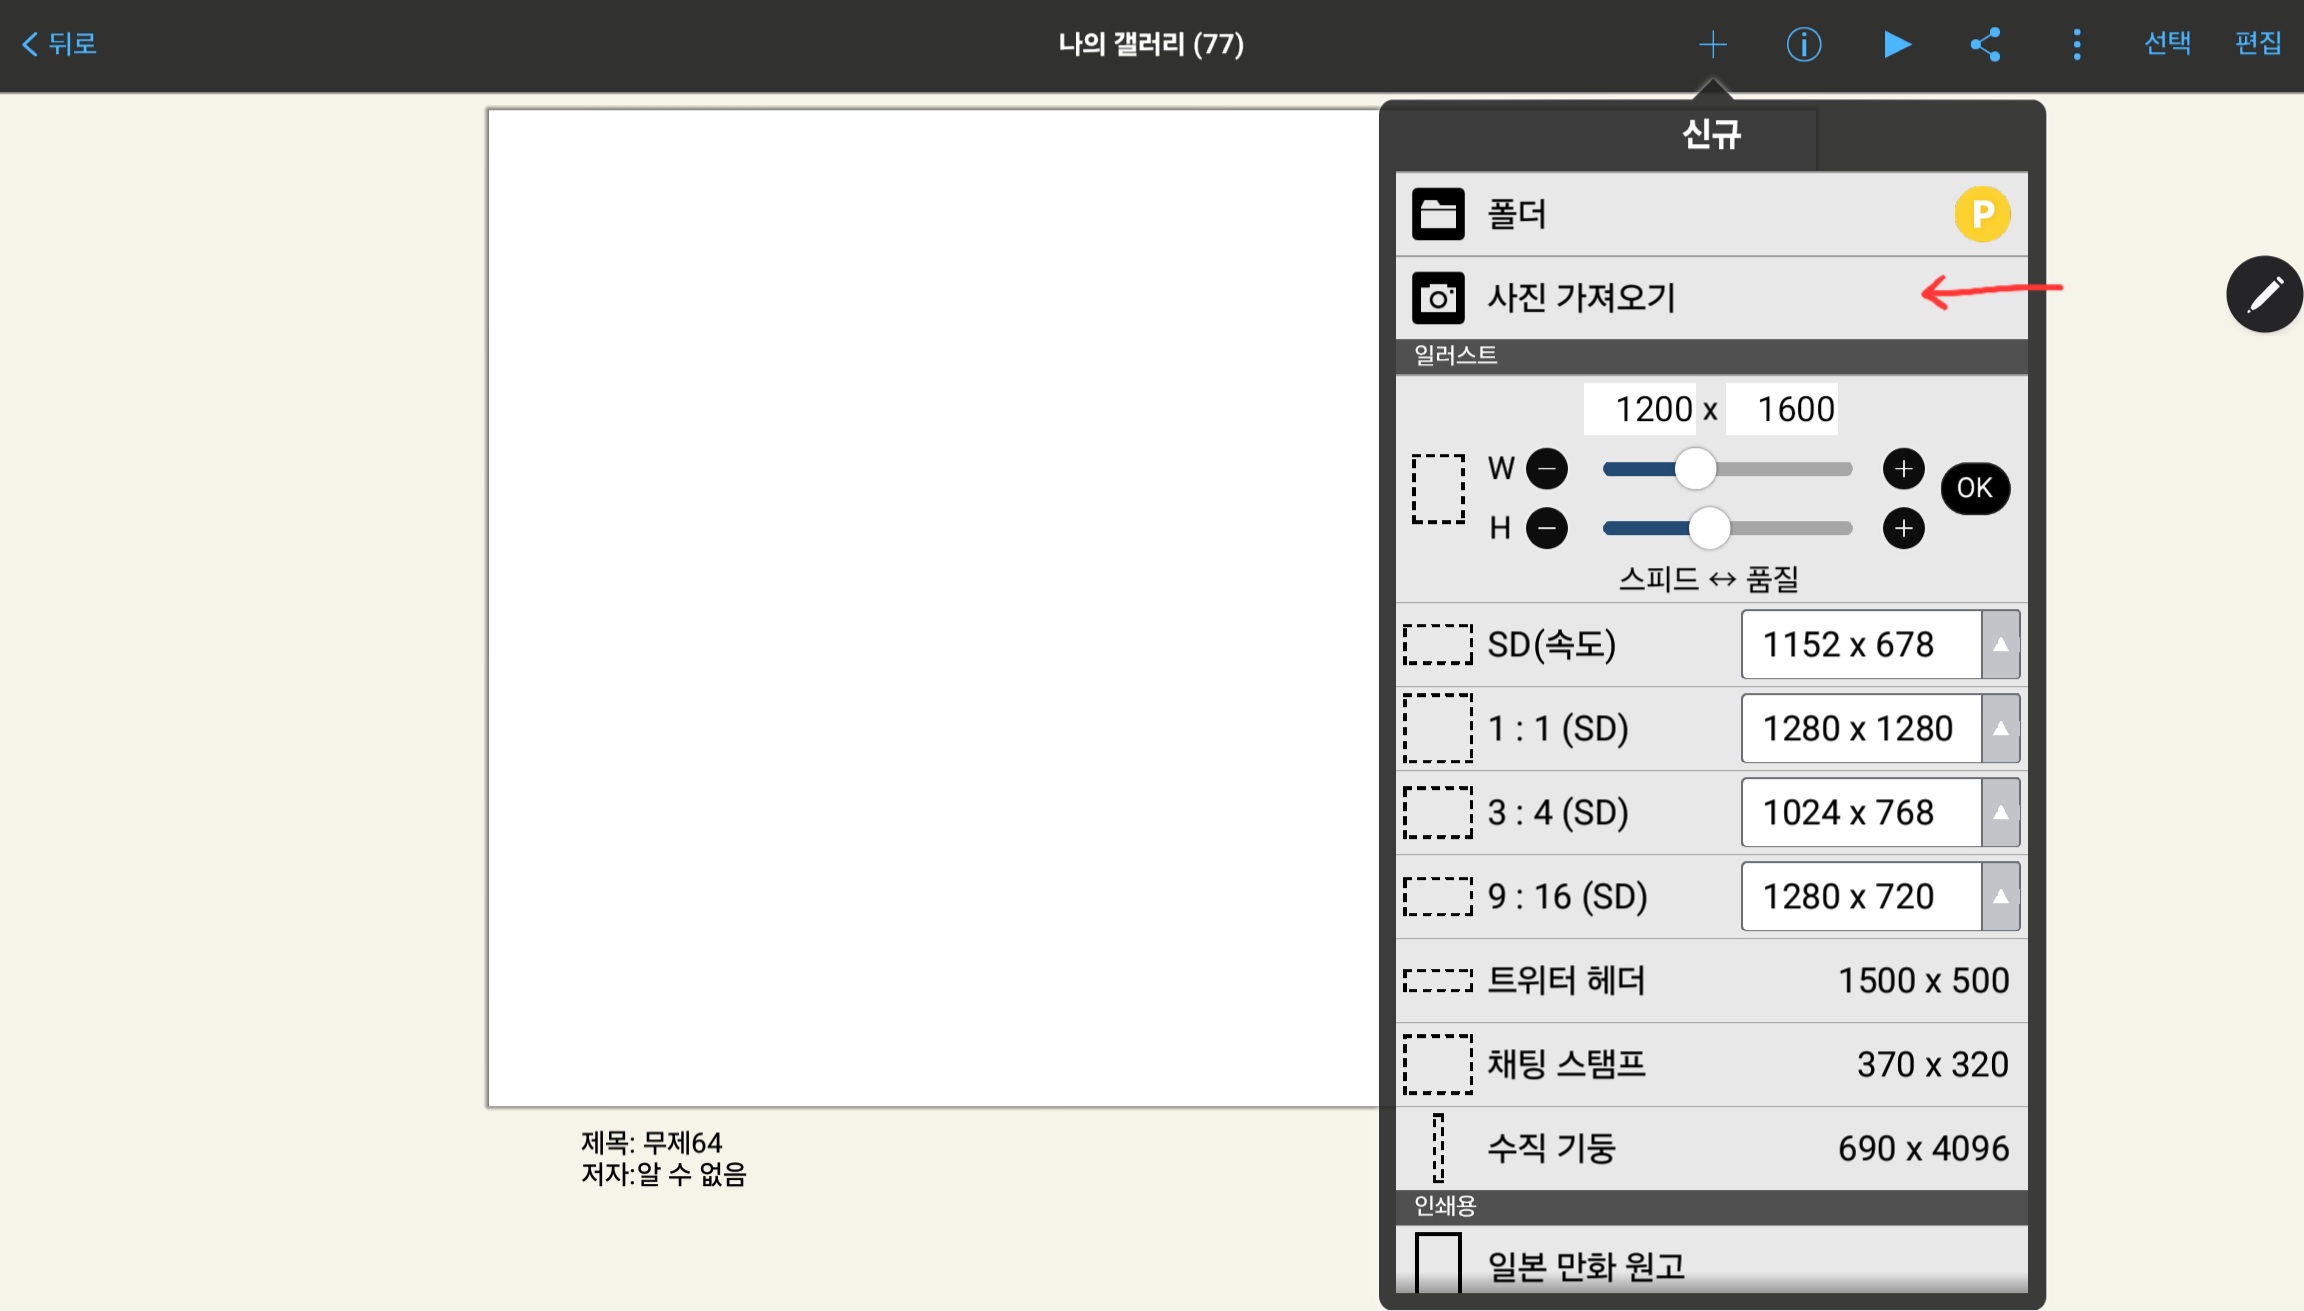 뒤로
나의 갤러리 (77)
선택
편집
신규
폴더
P
사진 가져오기
일러스트
1200 x 1600
W
OK
H
스피드 ↔ 품질
SD(속도) 1152 x 678
1 : 1 (SD) 1280 x 1280
3 : 4 (SD) 1024 x 768
9 : 16 (SD) 1280 x 720
트위터 헤더 1500 x 500
채팅 스탬프 370 x 320
수직 기둥 690 x 4096
인쇄용
일본 만화 원고
제목: 무제64
저자:알 수 없음